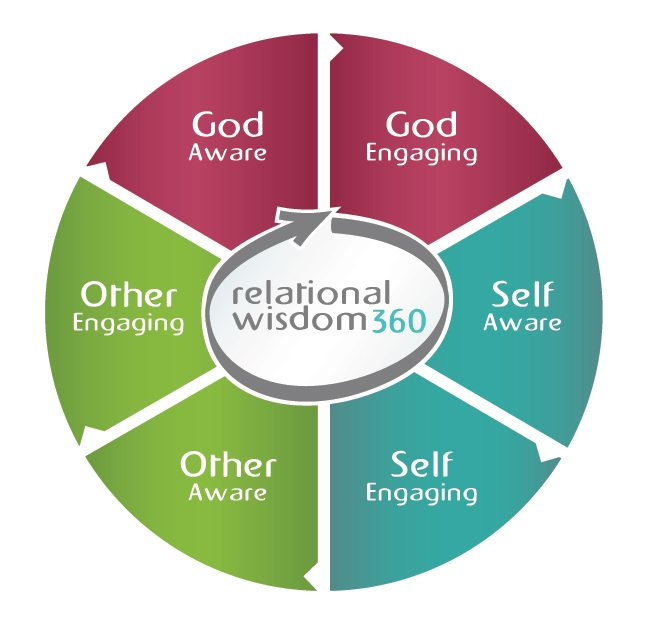 God
Aware
God
Engaging
Other
Engaging
relational
wisdom360
Self
Aware
Other
Aware
Self
Engaging